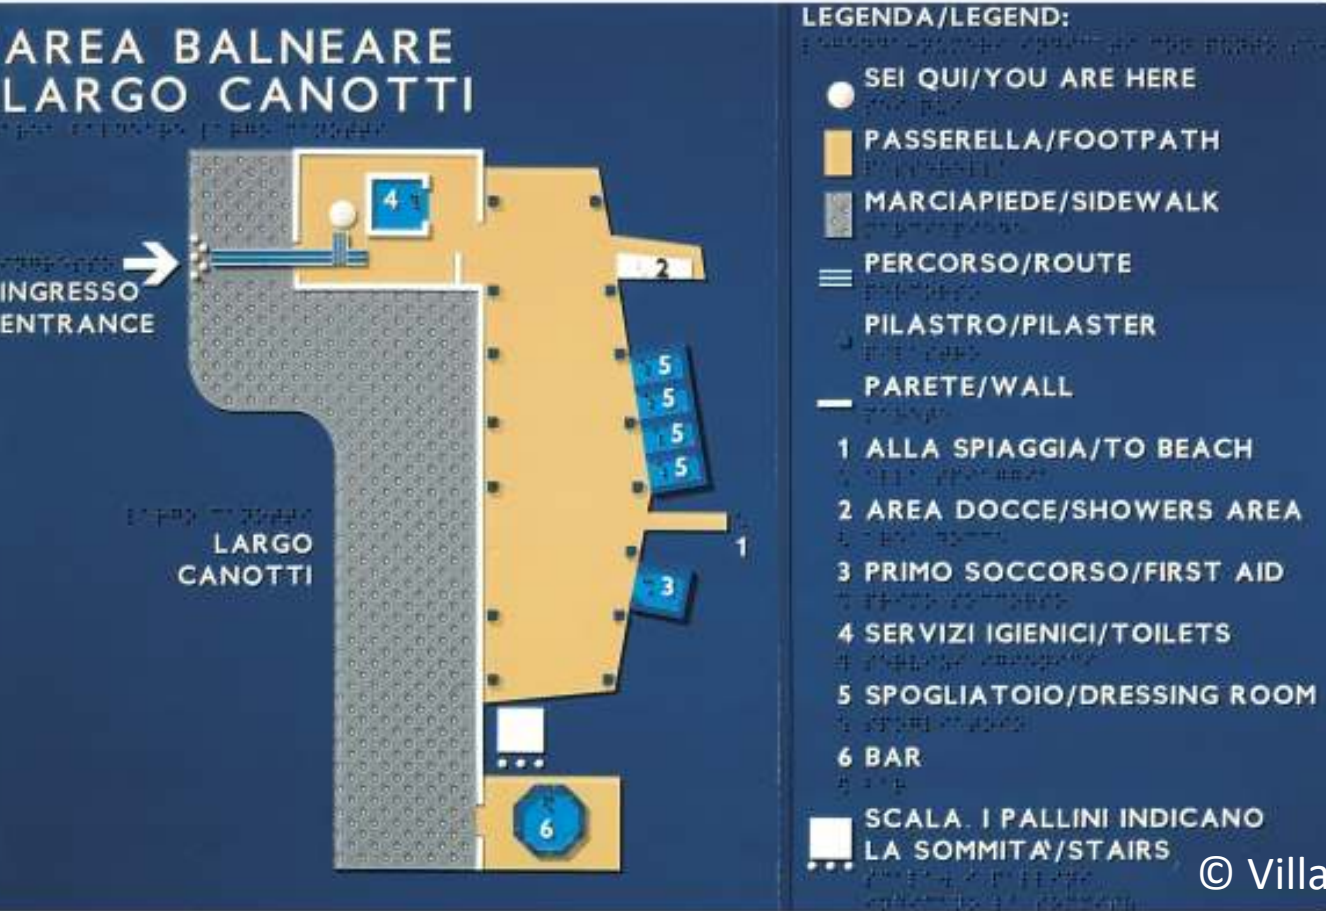 AREA BALNEARE
LARGO CANOTTI
INGRESSO
ENTRANCE
4
2
5
5
5
5
1
3
6
LARGO
CANOTTI
LEGENDA/LEGEND:
SEI QUI/YOU ARE HERE
PASSERELLA/FOOTPATH
MARCIAPIEDE/SIDEWALK
PERCORSO/ROUTE
PILASTRO/PILASTER
PARETE/WALL
1 ALLA SPIAGGIA/TO BEACH
2 AREA DOCCE/SHOWERS AREA
3 PRIMO SOCCORSO/FIRST AID
4 SERVIZI IGIENICI/TOILETS
5 SPOGLIATOIO/DRESSING ROOM
6 BAR
SCALA. I PALLINI INDICANO
LA SOMMITA'/STAIRS
© Villa